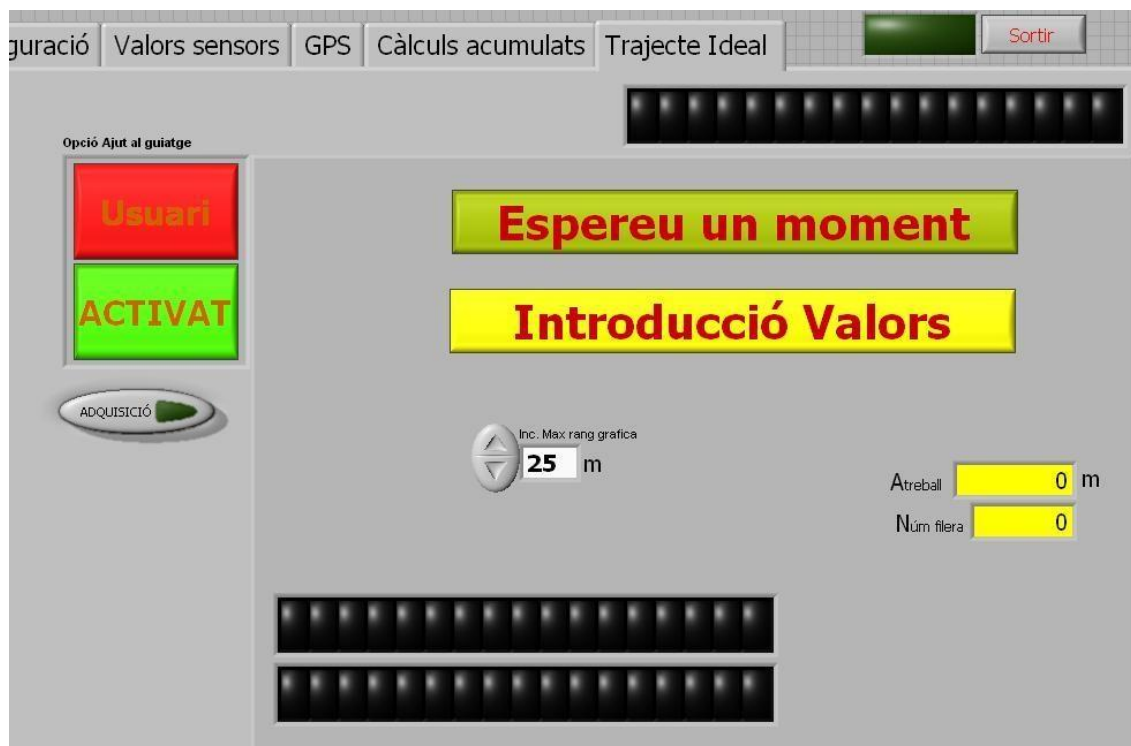 guració Valors sensors GPS Càlculs acumulats Trajecte Ideal Sortir
Opció Ajut al guiatge
Usuari
ACTIVAT
ADQUISICIÓ
Espereu un moment
Introducció Valors
Inc. Max rang grafica
25 m
Atreball 0 m
Núm filera 0